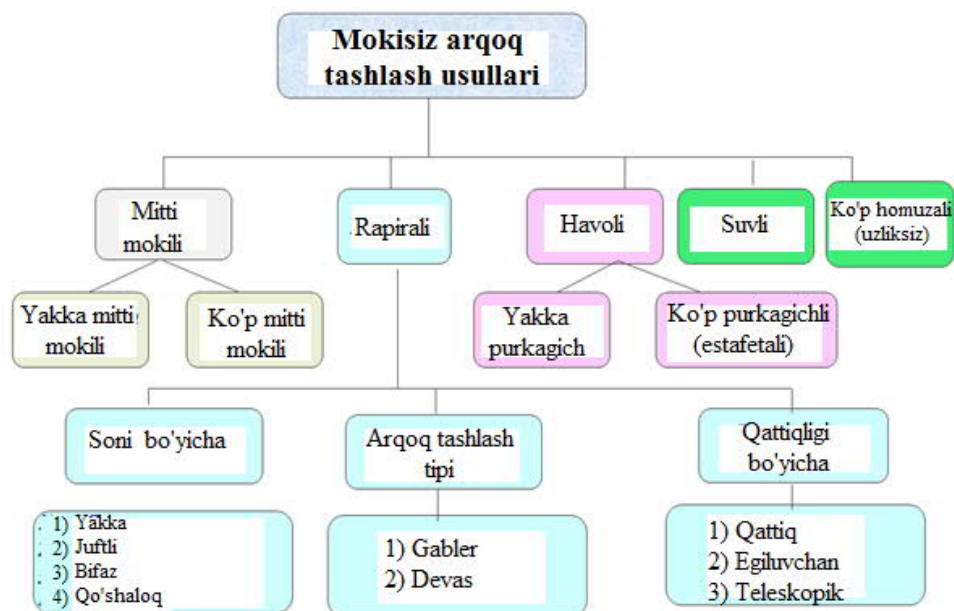 Mokisiz arqoq
tashlash usullari
Mitti
mokili
Rapirali
Havoli
Suvli
Ko'p homuzali
(uzliksiz)
Yakka mitti
mokili
Ko'p mitti
mokili
Yakka
purkagich
Ko'p purkagichli
(estafetali)
Soni bo'yicha
Arqoq tashlash
tipi
Qattiqligi
bo'yicha
1) Yakka
2) Juftli
3) Bifaz
4) Qo'shaloq
1) Gabler
2) Devas
1) Qattiq
2) Egiluvchan
3) Teleskopik